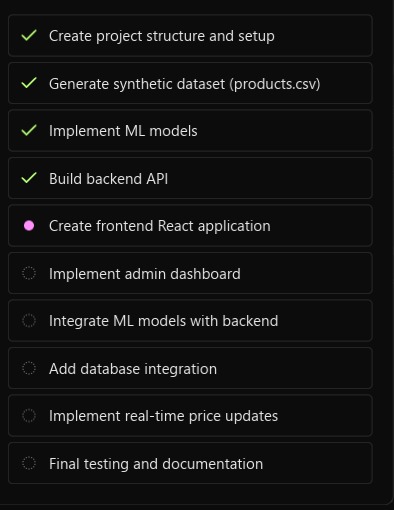 Create project structure and setup
Generate synthetic dataset (products.csv)
Implement ML models
Build backend API
Create frontend React application
Implement admin dashboard
Integrate ML models with backend
Add database integration
Implement real-time price updates
Final testing and documentation